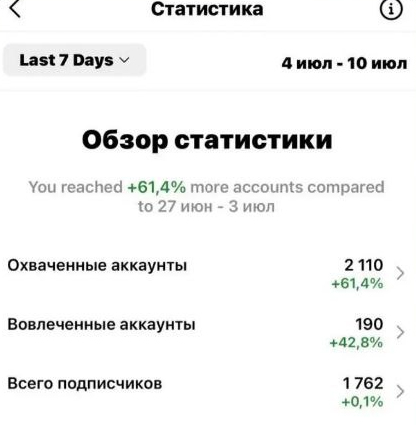 Статистика
Last 7 Days
4 июл - 10 июл
Обзор статистики
You reached +61,4% more accounts compared
to 27 июн - 3 июл
Охваченные аккаунты 2 110
+61,4%
Вовлеченные аккаунты 190
+42,8%
Всего подписчиков 1 762
+0,1%